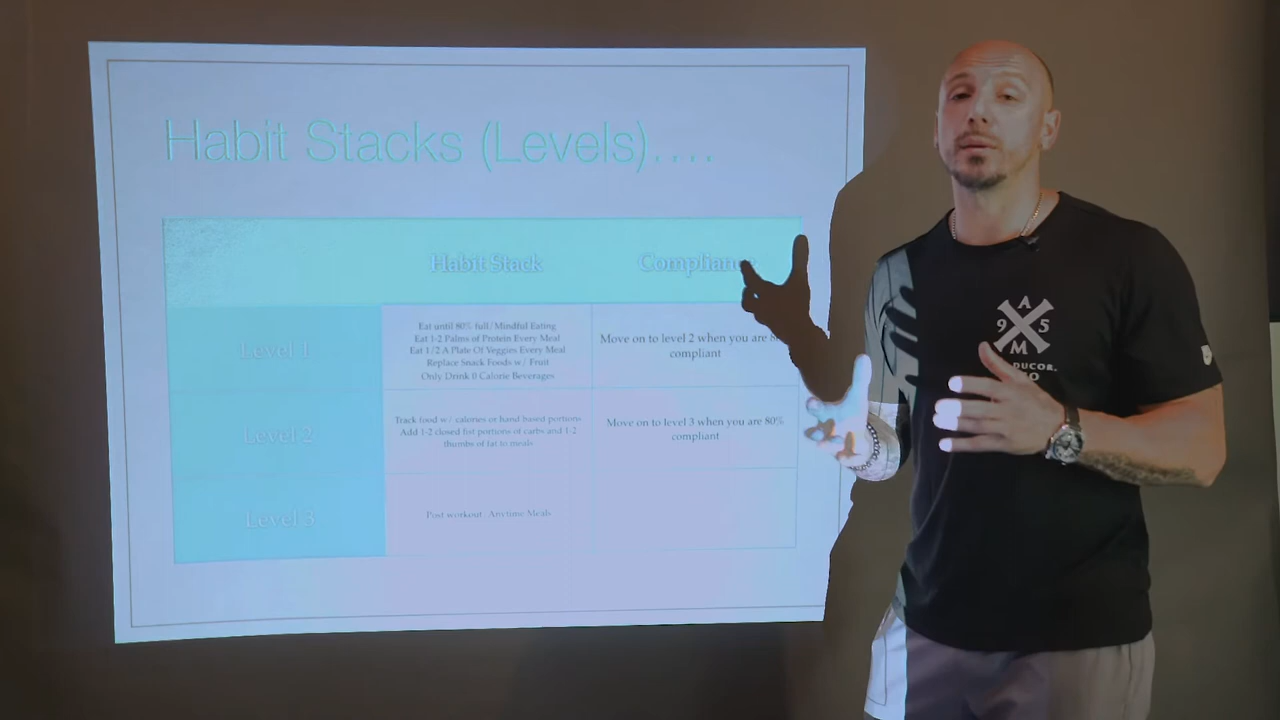 Habit Stacks (Levels)....
Habit Stack
Level 1
Eat until 80% full/Mindful Eating
Eat 1-2 Palms of Protein Every Meal
Eat 1/2 A Plate Of Veggies Every Meal
Replace Snack Foods w/ Fruit
Only Drink 0 Calorie Beverages
Move on to level 2 when you are
compliant
Level 2
Track food w/ calories or hand based portions
Add 1-2 closed fist portions of carbs and 1-2
thumbs of fat to meals
Move on to level 3 when you are 80%
compliant
Level 3
Post workout Anytime Meals
A
9 5
M